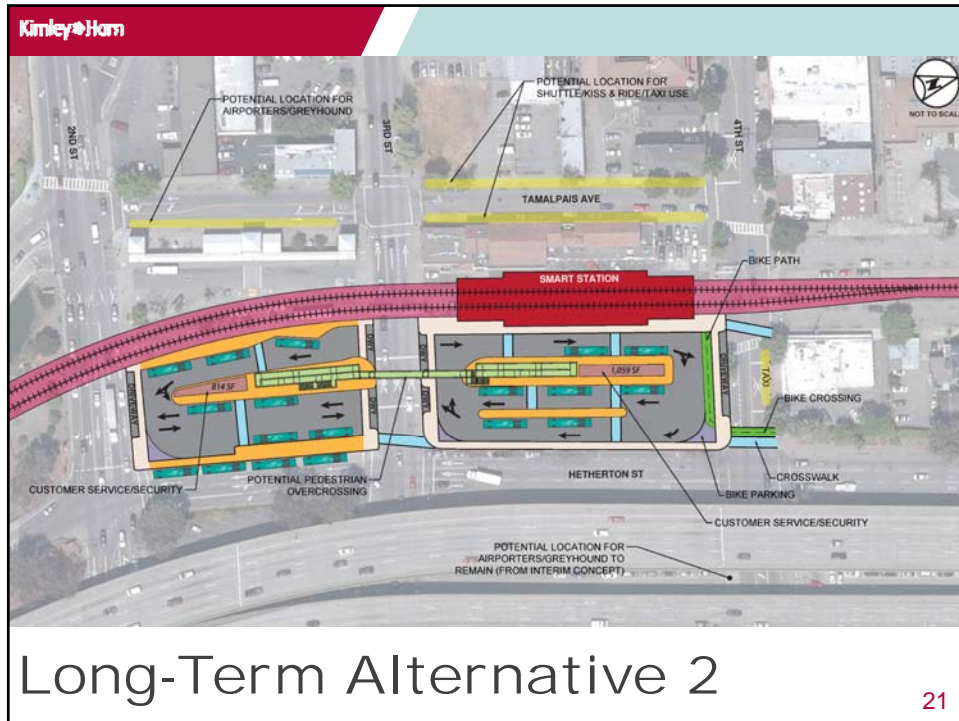 Kimley»Horn
POTENTIAL LOCATION FOR
AIRPORTERS/GREYHOUND
POTENTIAL LOCATION FOR
SHUTTLE/KISS & RIDE/TAXI USE
NOT TO SCAL
2ND ST
3RD ST
4TH ST
TAMALPAIS AVE
BIKE PATH
SMART STATION
DRIVEWAY
814 SF
1,059 SF
DRIVEWAY
TAXI
BIKE CROSSING
CUSTOMER SERVICE/SECURITY
POTENTIAL PEDESTRIAN
OVERCROSSING
HETHERTON ST
CROSSWALK
BIKE PARKING
CUSTOMER SERVICE/SECURITY
POTENTIAL LOCATION FOR
AIRPORTERS/GREYHOUND TO
REMAIN (FROM INTERIM CONCEPT)
Long-Term Alternative 2
21